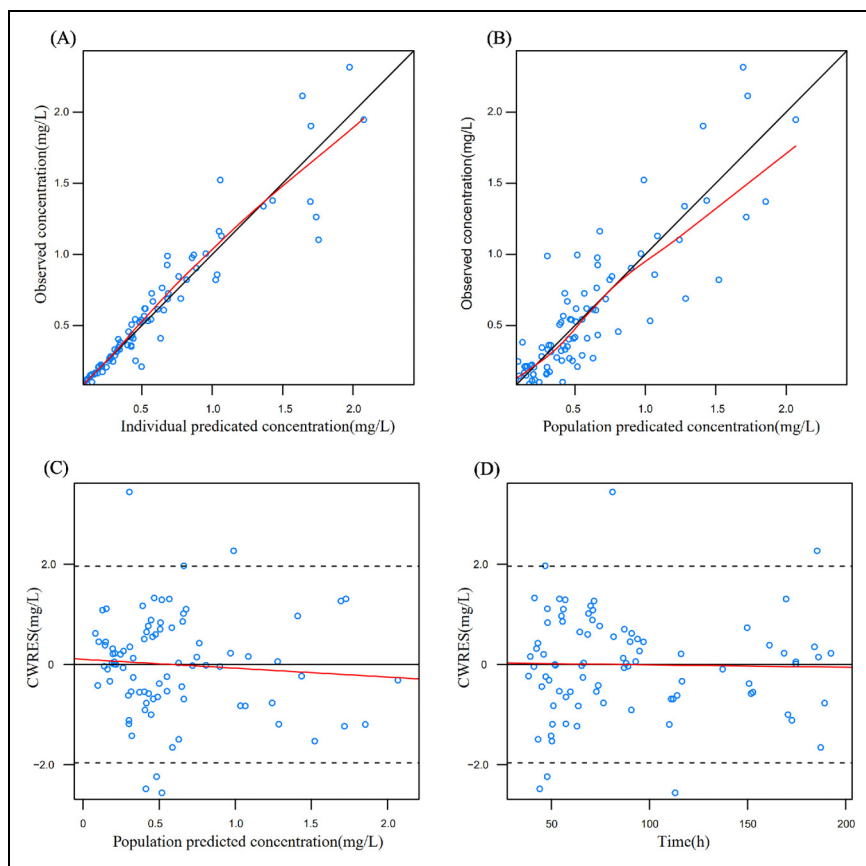 (A)
Observed concentration(mg/L)
2.0
1.5
1.0
0.5
0.5 1.0 1.5 2.0
Individual predicated concentration(mg/L)
(B)
Observed concentration(mg/L)
2.0
1.5
1.0
0.5
0.5 1.0 1.5 2.0
Population predicated concentration(mg/L)
(C)
CWRES(mg/L)
2.0
0
−2.0
0 0.5 1.0 1.5 2.0
Population predicted concentration(mg/L)
(D)
CWRES(mg/L)
2.0
0
−2.0
50 100 150 200
Time(h)